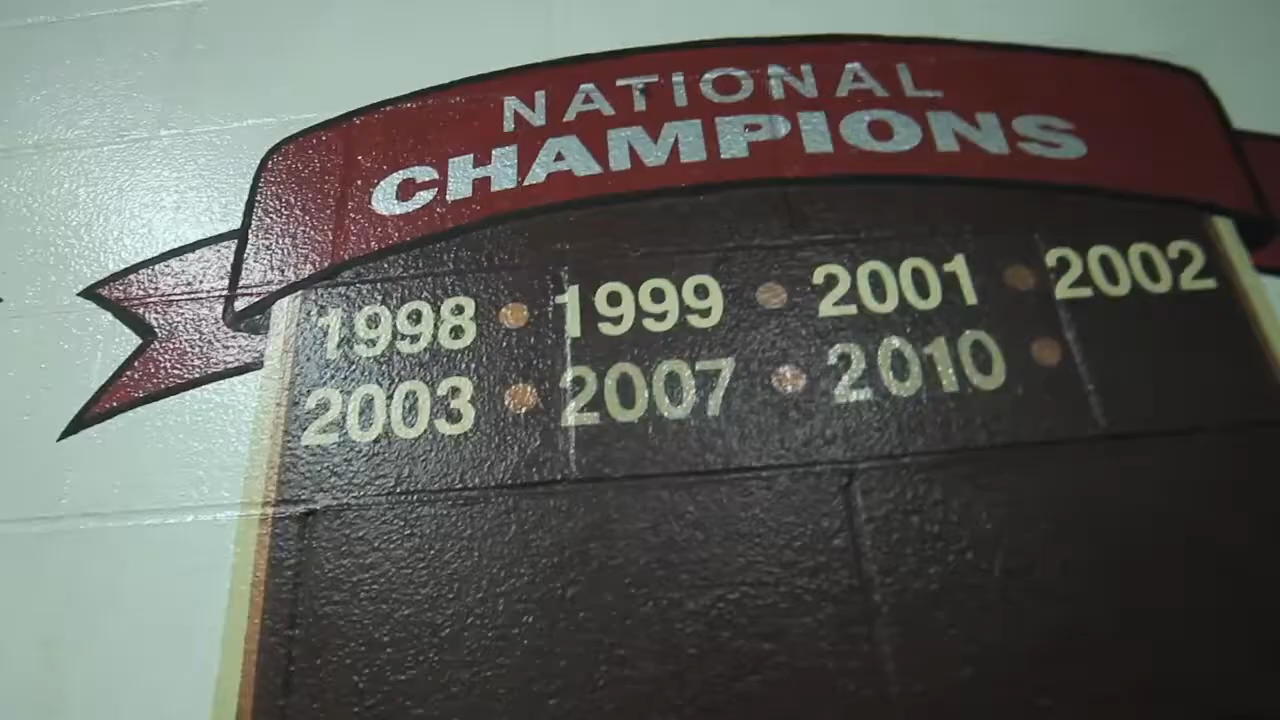 NATIONAL
CHAMPIONS
1998 • 1999 • 2001 • 2002
2003 • 2007 • 2010 •